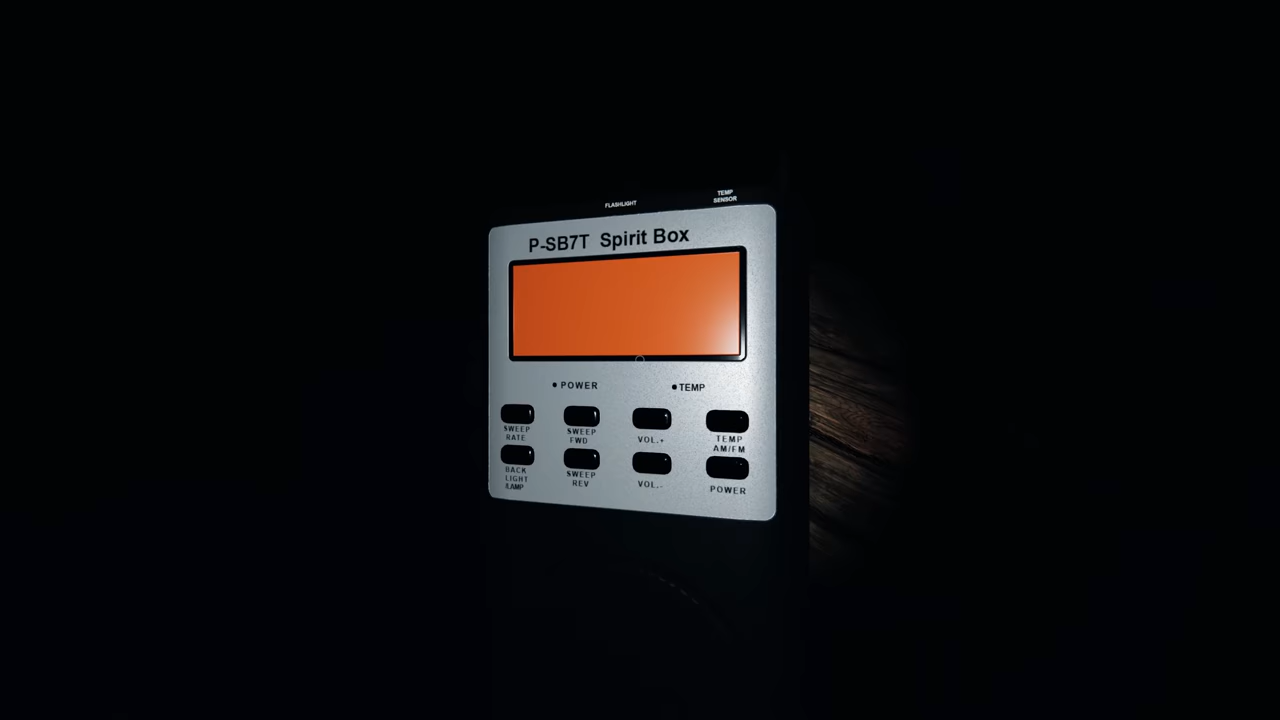 FLASHLIGHT
TEMP
SENSOR
P-SB7T Spirit Box
POWER
TEMP
SWEEP
RATE
SWEEP
FWD
VOL.+
TEMP
AM/FM
BACK
LIGHT
/LAMP
SWEEP
REV
VOL.-
POWER